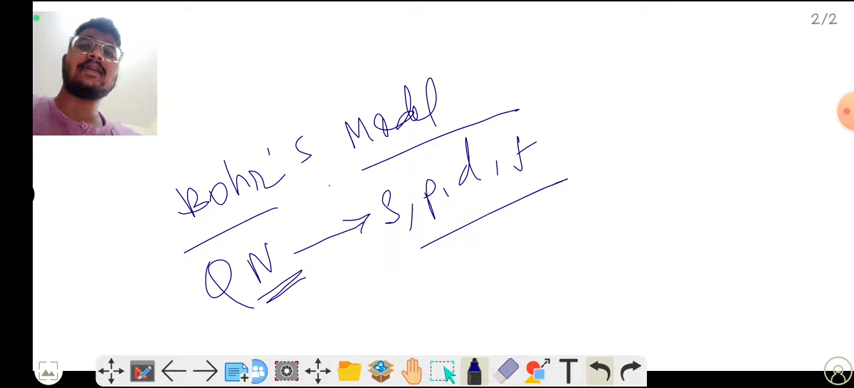 2/2
Bohr's Model
QN → s, p, d, f
T